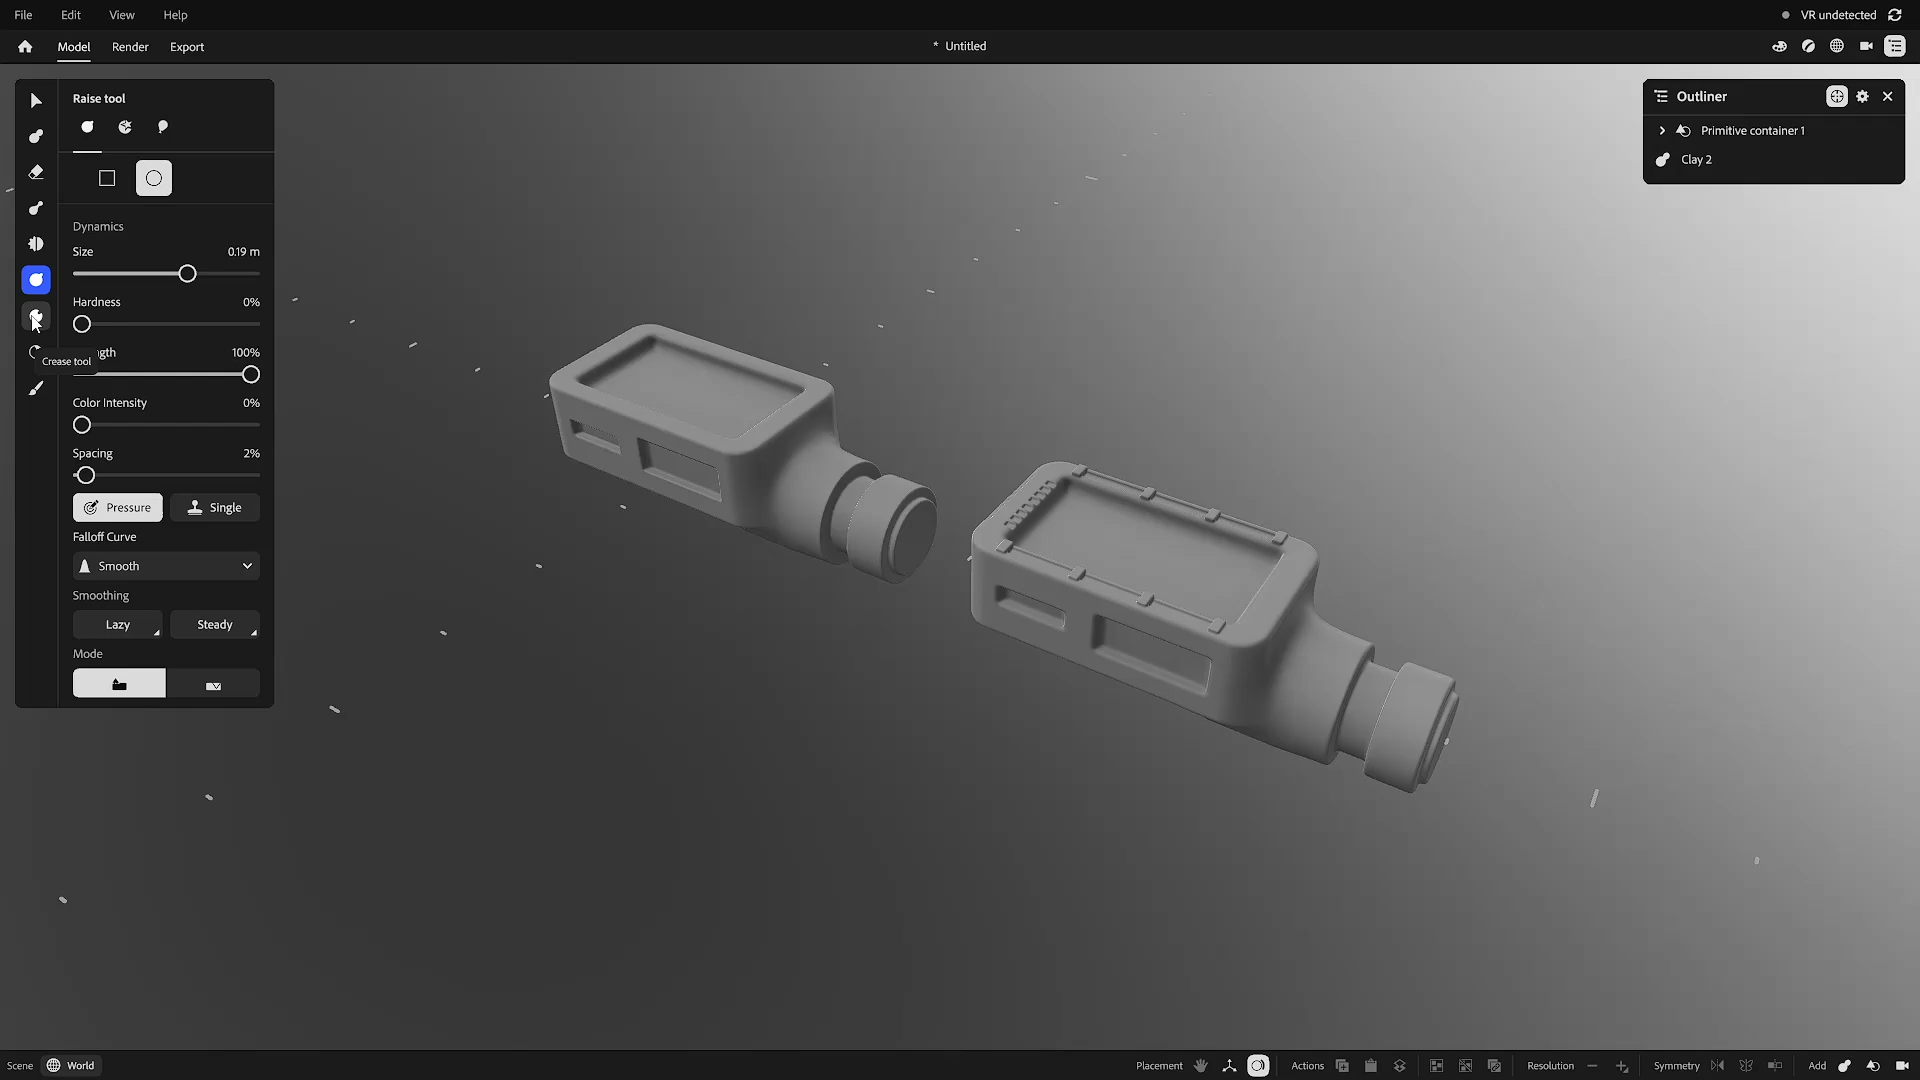 File Edit View Help
VR undetected
Model Render Export
* Untitled
Raise tool
Outliner
Primitive container 1
Clay 2
Dynamics
Size 0.19 m
Hardness 0%
gth 100%
Crease tool
Color Intensity 0%
Spacing 2%
Pressure Single
Falloff Curve
Smooth
Smoothing
Lazy Steady
Mode
Scene World
Placement Actions Resolution Symmetry Add